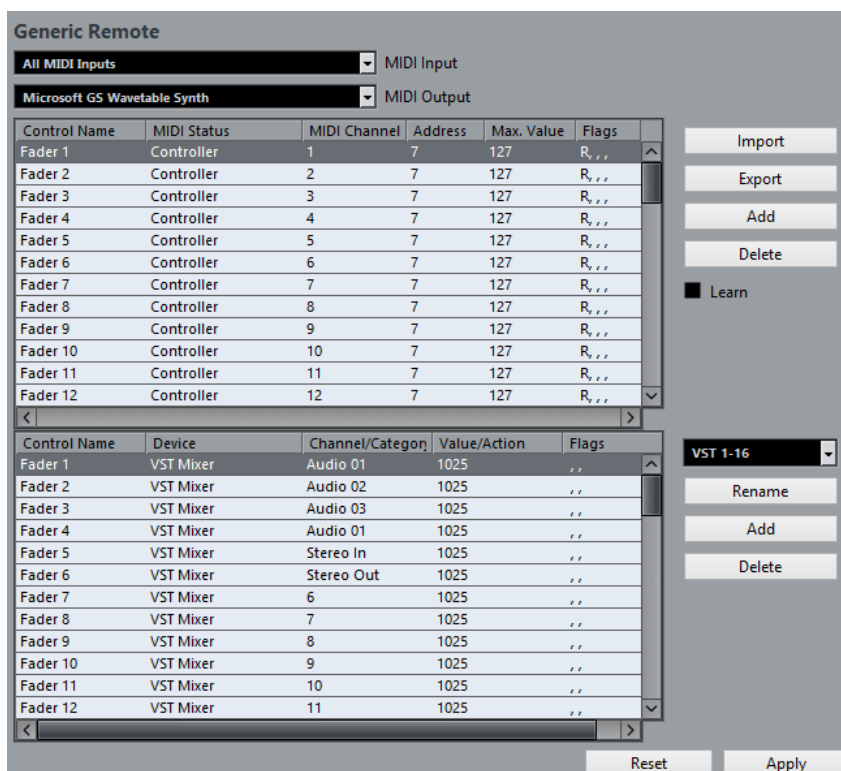 Generic Remote
All MIDI Inputs MIDI Input
Microsoft GS Wavetable Synth MIDI Output
Control Name MIDI Status MIDI Channel Address Max. Value Flags
Fader 1 Controller 1 7 127 R, , ,
Fader 2 Controller 2 7 127 R, , ,
Fader 3 Controller 3 7 127 R, , ,
Fader 4 Controller 4 7 127 R, , ,
Fader 5 Controller 5 7 127 R, , ,
Fader 6 Controller 6 7 127 R, , ,
Fader 7 Controller 7 7 127 R, , ,
Fader 8 Controller 8 7 127 R, , ,
Fader 9 Controller 9 7 127 R, , ,
Fader 10 Controller 10 7 127 R, , ,
Fader 11 Controller 11 7 127 R, , ,
Fader 12 Controller 12 7 127 R, , ,
Import
Export
Add
Delete
Learn
Control Name Device Channel/Categor Value/Action Flags
Fader 1 VST Mixer Audio 01 1025 , ,
Fader 2 VST Mixer Audio 02 1025 , ,
Fader 3 VST Mixer Audio 03 1025 , ,
Fader 4 VST Mixer Audio 01 1025 , ,
Fader 5 VST Mixer Stereo In 1025 , ,
Fader 6 VST Mixer Stereo Out 1025 , ,
Fader 7 VST Mixer 6 1025 , ,
Fader 8 VST Mixer 7 1025 , ,
Fader 9 VST Mixer 8 1025 , ,
Fader 10 VST Mixer 9 1025 , ,
Fader 11 VST Mixer 10 1025 , ,
Fader 12 VST Mixer 11 1025 , ,
VST 1-16
Rename
Add
Delete
Reset Apply